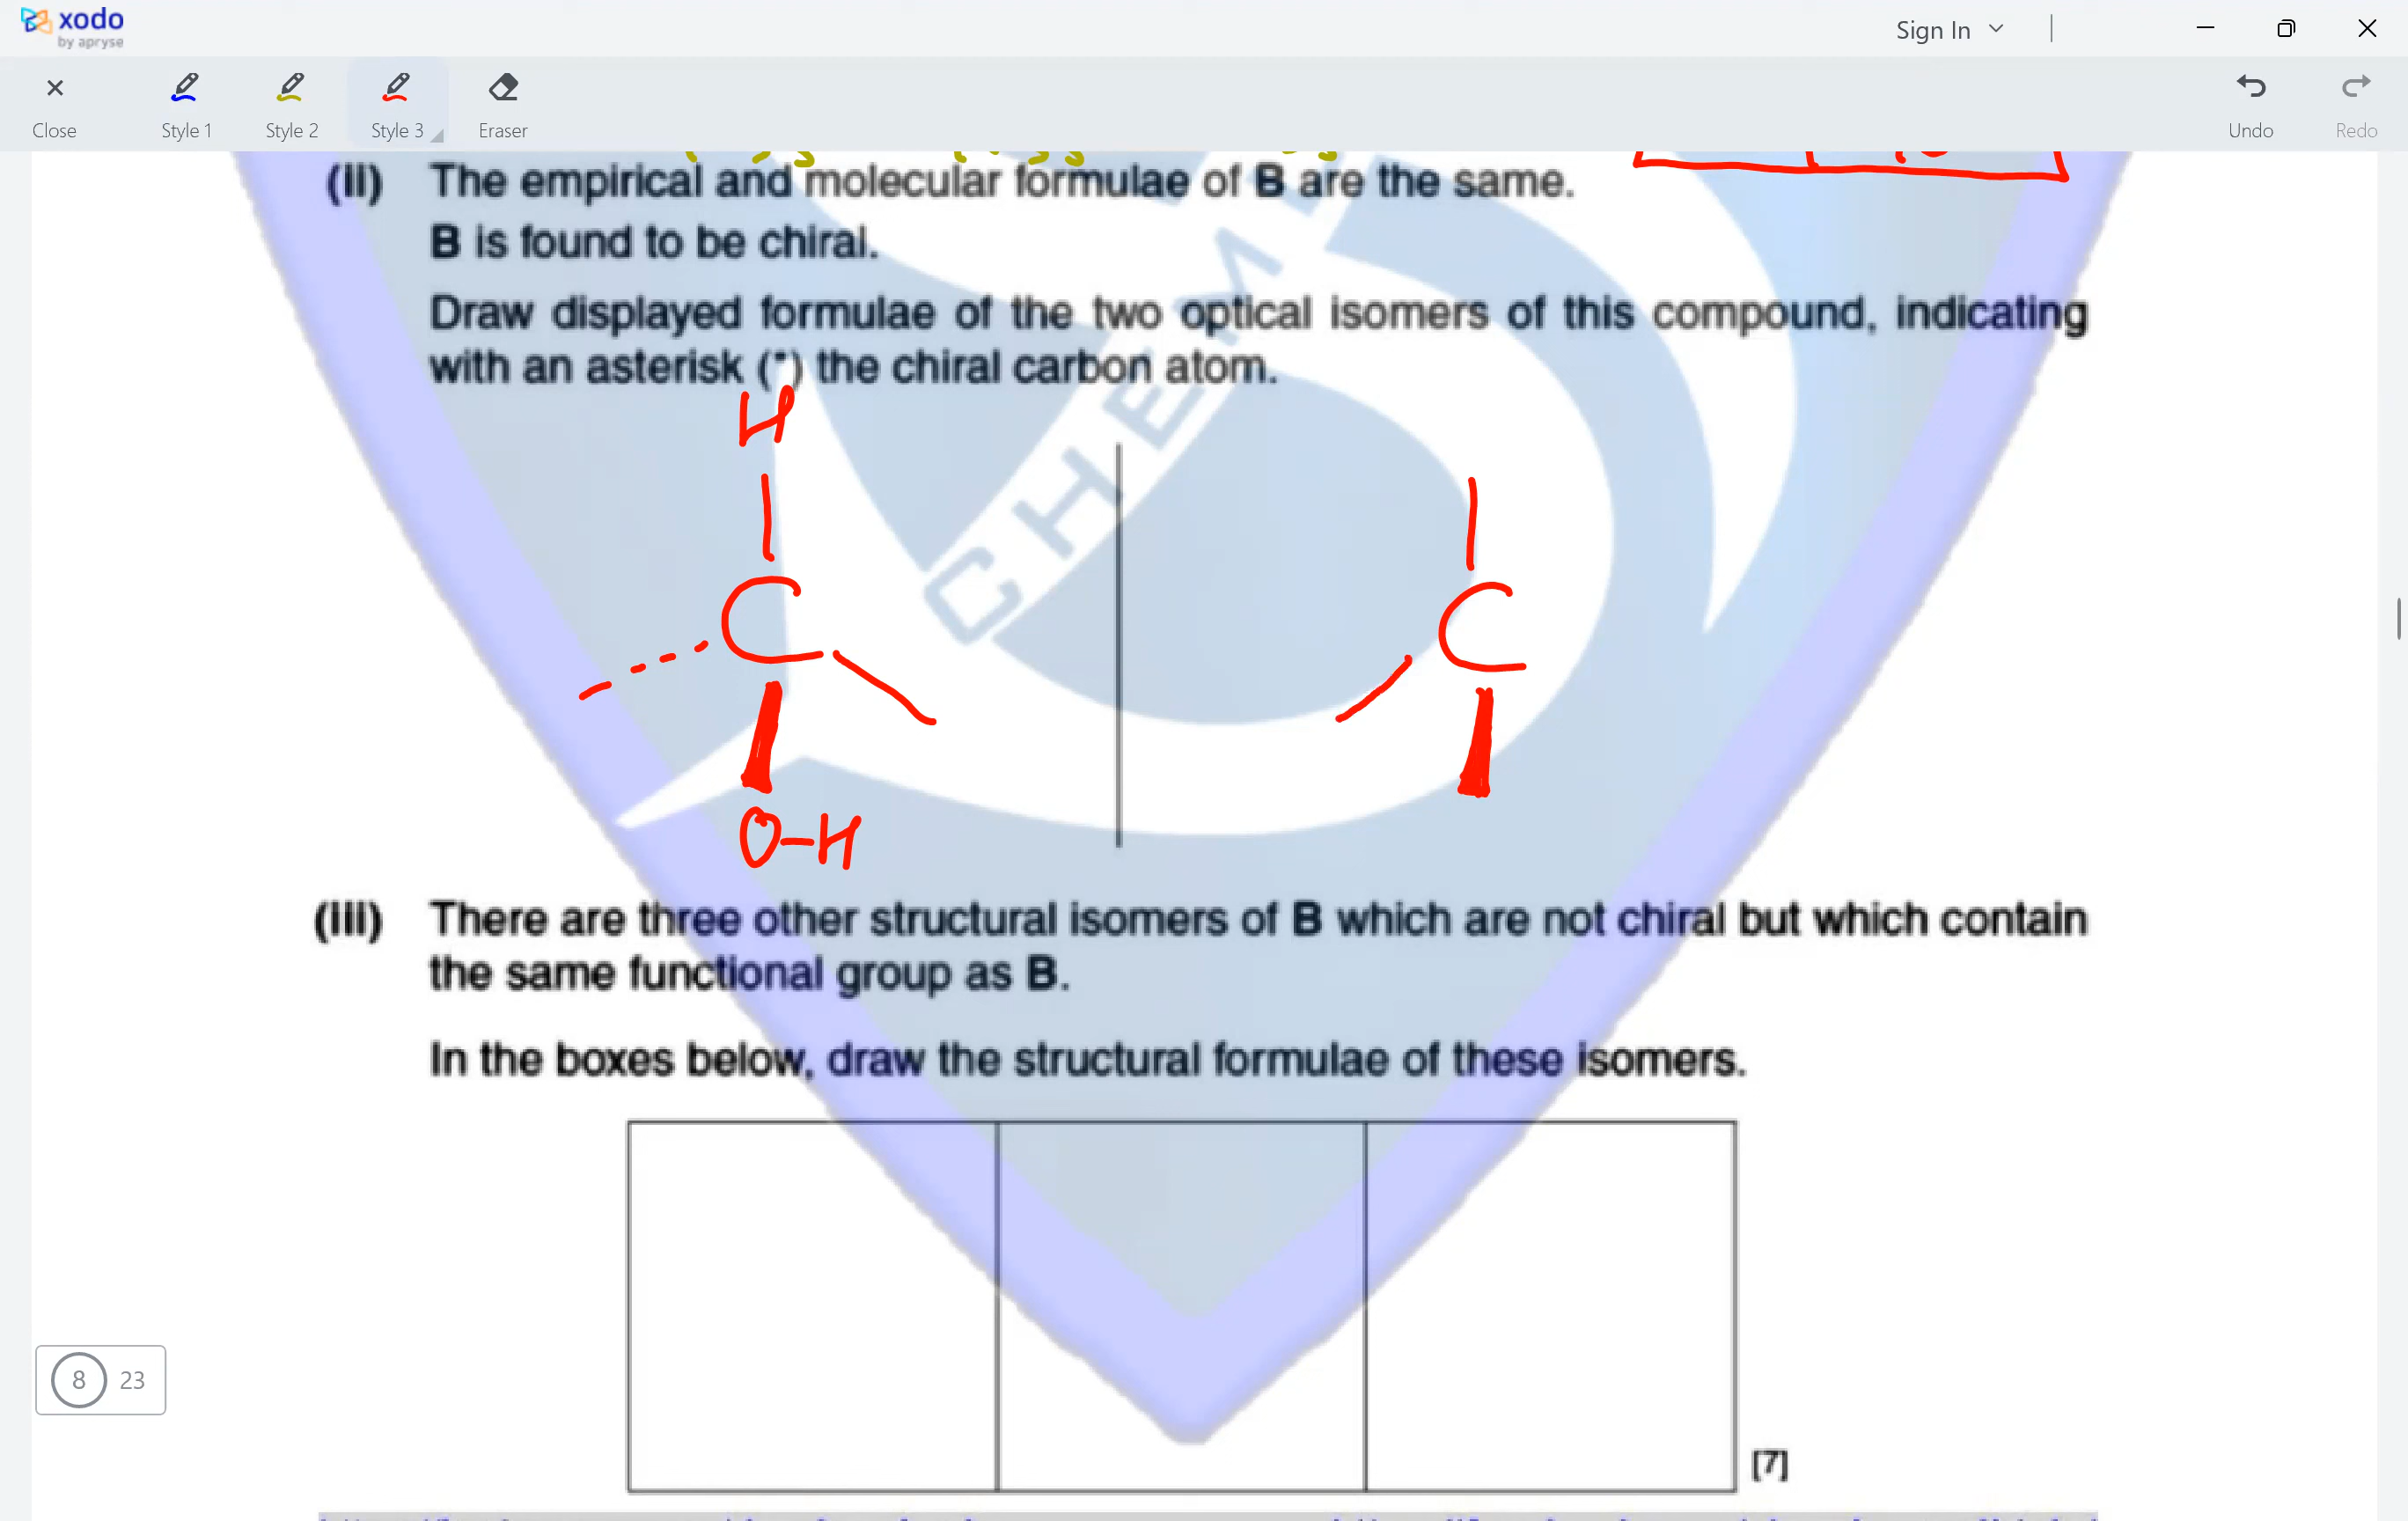 xodo
by apryse
Sign In
Close
Style 1
Style 2
Style 3
Eraser
Undo
Redo
(ii) The empirical and molecular formulae of B are the same.
B is found to be chiral.
Draw displayed formulae of the two optical isomers of this compound, indicating
with an asterisk (*) the chiral carbon atom.
H
C
C
O-H
CHEM
(iii) There are three other structural isomers of B which are not chiral but which contain
the same functional group as B.
In the boxes below, draw the structural formulae of these isomers.
8 23
[7]